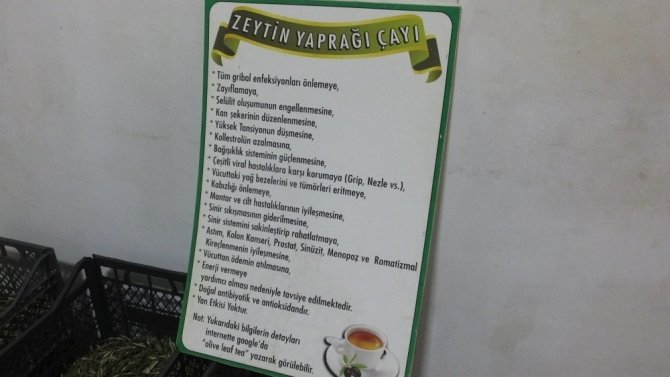 ZEYTİN YAPRAĞI ÇAYI
* Tüm gribal enfeksiyonları önlemeye,
* Zayıflamaya,
* Selülit oluşumunun engellenmesine,
* Kan şekerinin düzenlenmesine,
* Yüksek Tansiyonun düşmesine,
* Kollestrolün azalmasına,
* Bağışıklık sisteminin güçlenmesine,
* Çeşitli viral hastalıklara karşı korumaya (Grip, Nezle vs.),
* Vücuttaki yağ bezelerini ve tümörleri eritmeye,
* Kabızlığı önlemeye,
* Mantar ve cilt hastalıklarının iyileşmesine,
* Sinir sıkışmasının giderilmesine,
* Sinir sistemini sakinleştirip rahatlatmaya,
* Astım, Kolon Kanseri, Prostat, Sinüzit, Menopoz ve Romatizmal
Kireçlenmenin iyileşmesine,
* Vücuttan ödemin atılmasına,
* Enerji vermeye
yardımcı olması nedeniyle tavsiye edilmektedir.
* Doğal antibiyotik ve antioksidandır.
* Yan Etkisi Yoktur.
Not: Yukarıdaki bilgilerin detayları
internette google'da
"olive leaf tea" yazarak görülebilir.